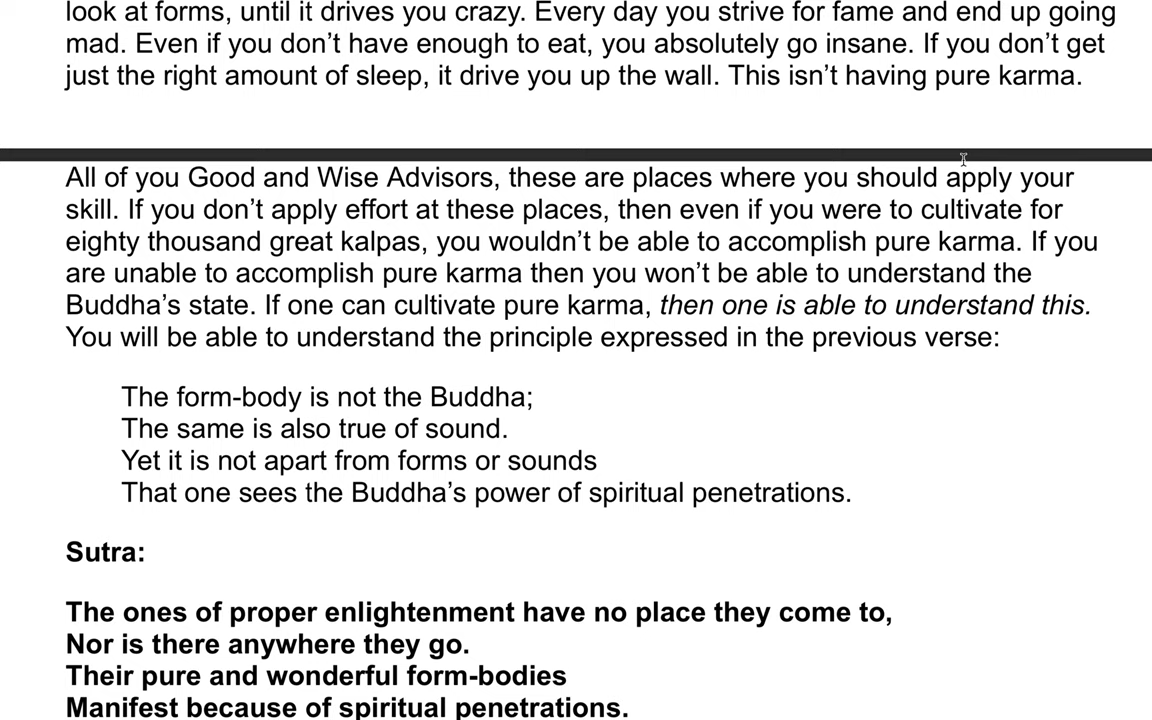 look at forms, until it drives you crazy. Every day you strive for fame and end up going
mad. Even if you don’t have enough to eat, you absolutely go insane. If you don’t get
just the right amount of sleep, it drive you up the wall. This isn’t having pure karma.
All of you Good and Wise Advisors, these are places where you should apply your
skill. If you don’t apply effort at these places, then even if you were to cultivate for
eighty thousand great kalpas, you wouldn’t be able to accomplish pure karma. If you
are unable to accomplish pure karma then you won’t be able to understand the
Buddha’s state. If one can cultivate pure karma, then one is able to understand this.
You will be able to understand the principle expressed in the previous verse:
The form-body is not the Buddha;
The same is also true of sound.
Yet it is not apart from forms or sounds
That one sees the Buddha’s power of spiritual penetrations.
Sutra:
The ones of proper enlightenment have no place they come to,
Nor is there anywhere they go.
Their pure and wonderful form-bodies
Manifest because of spiritual penetrations.